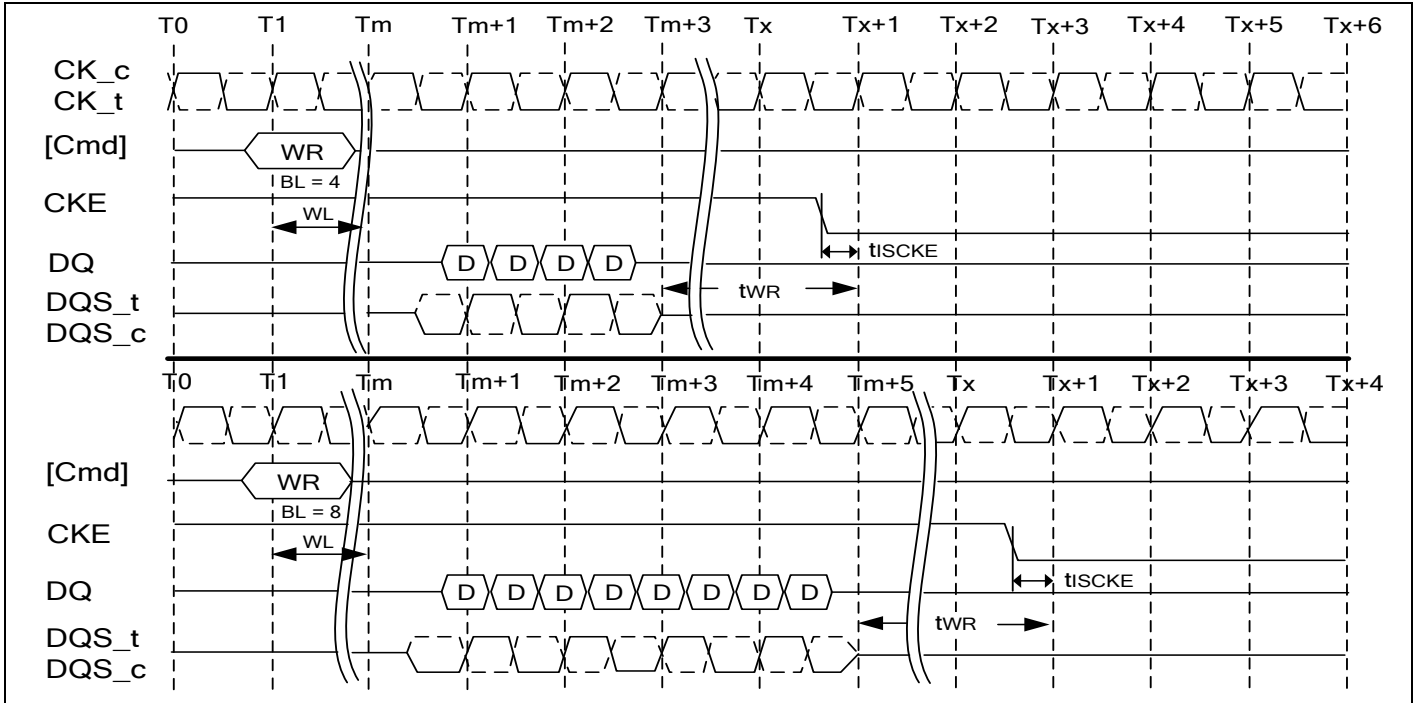 T0 T1 Tm Tm+1 Tm+2 Tm+3 Tx Tx+1 Tx+2 Tx+3 Tx+4 Tx+5 Tx+6
CK_c
CK_t
[Cmd] WR
BL = 4
CKE
WL
DQ D D D D tISCKE
DQS_t
tWR
DQS_c
T0 T1 Tm Tm+1 Tm+2 Tm+3 Tm+4 Tm+5 Tx Tx+1 Tx+2 Tx+3 Tx+4
[Cmd] WR
BL = 8
CKE
WL
tISCKE
DQ D D D D D D D D
tWR
DQS_t
DQS_c